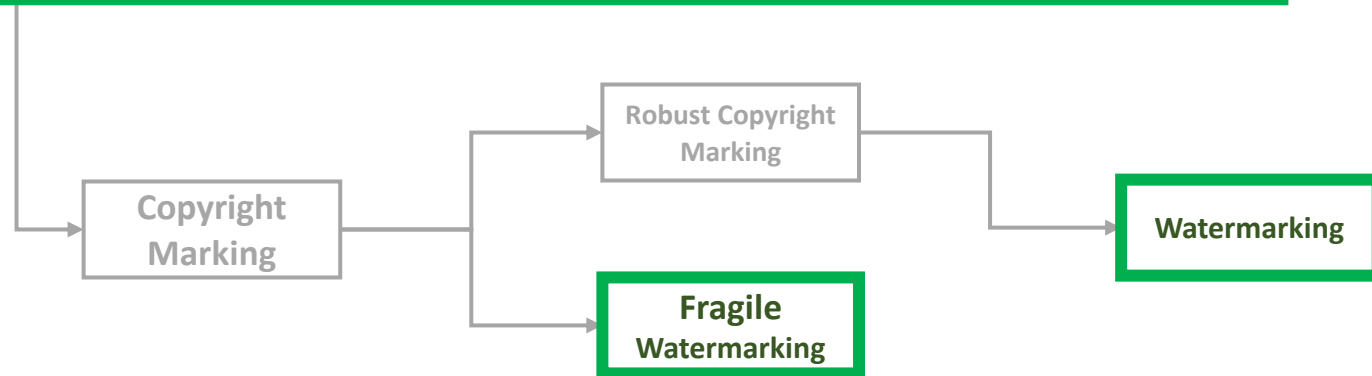 Robust Copyright
Marking
Copyright
Marking
Watermarking
Fragile
Watermarking